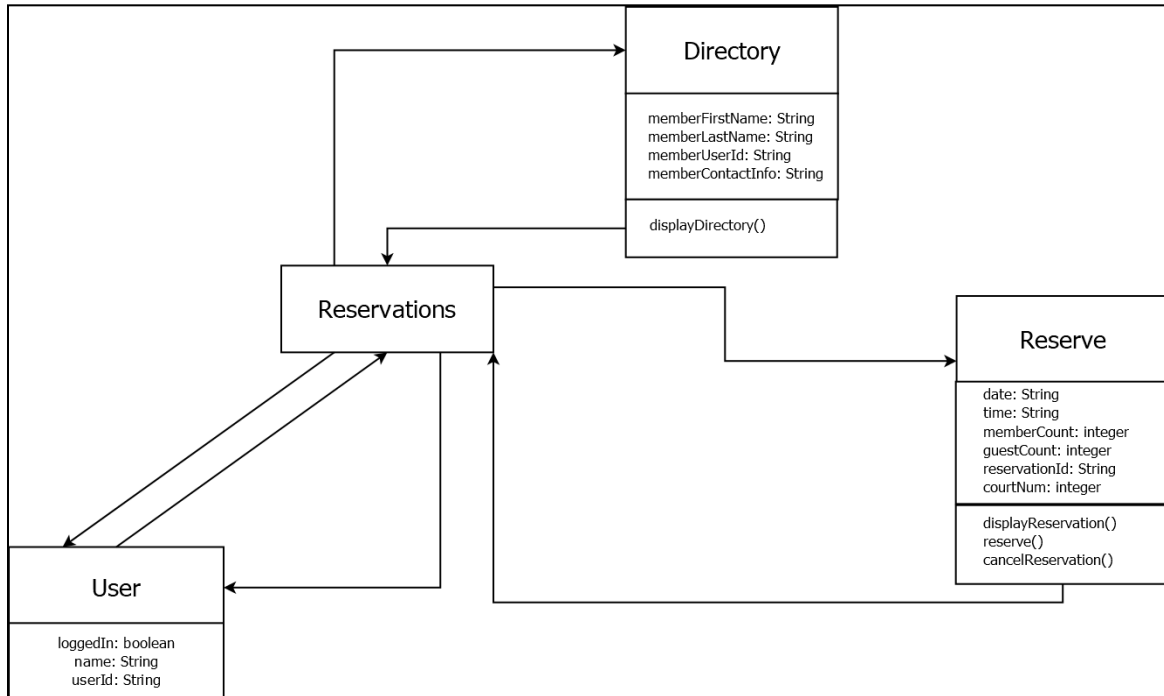 Directory
memberFirstName: String
memberLastName: String
memberUserId: String
memberContactInfo: String
displayDirectory()
Reservations
Reserve
date: String
time: String
memberCount: integer
guestCount: integer
reservationId: String
courtNum: integer
displayReservation()
reserve()
cancelReservation()
User
loggedIn: boolean
name: String
userId: String